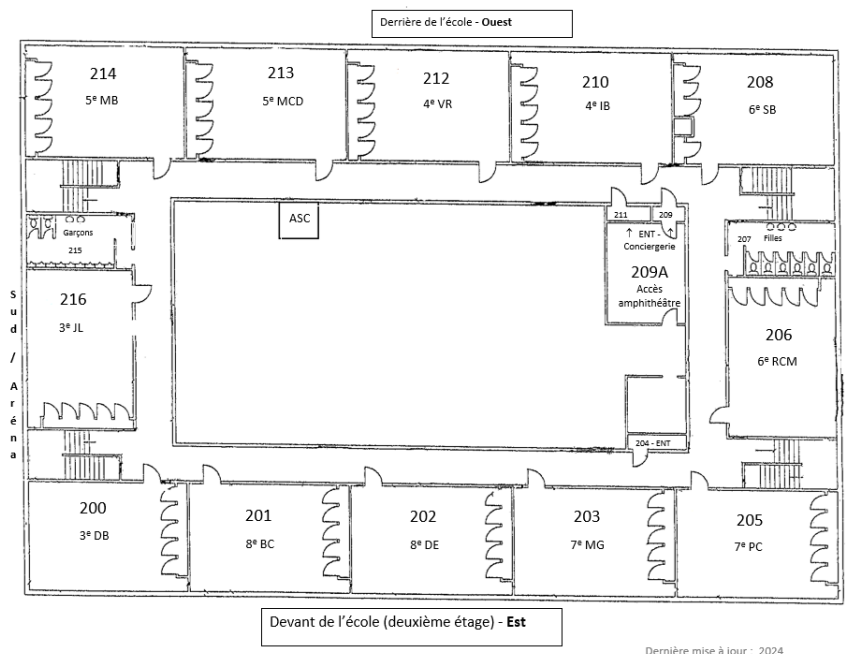 Derrière de l'école - Ouest
214
5e MB
213
5e MCD
212
4e VR
210
4e IB
208
6e SB
ASC
211
209
↑ ENT - ↗
Conciergerie
209A
Accès
amphithéâtre
Garçons
215
207
Filles
216
3e JL
206
6e RCM
Sud / Aréna
204 - ENT
200
3e DB
201
8e BC
202
8e DE
203
7e MG
205
7e PC
Devant de l'école (deuxième étage) - Est
Dernière mise à jour : 2024